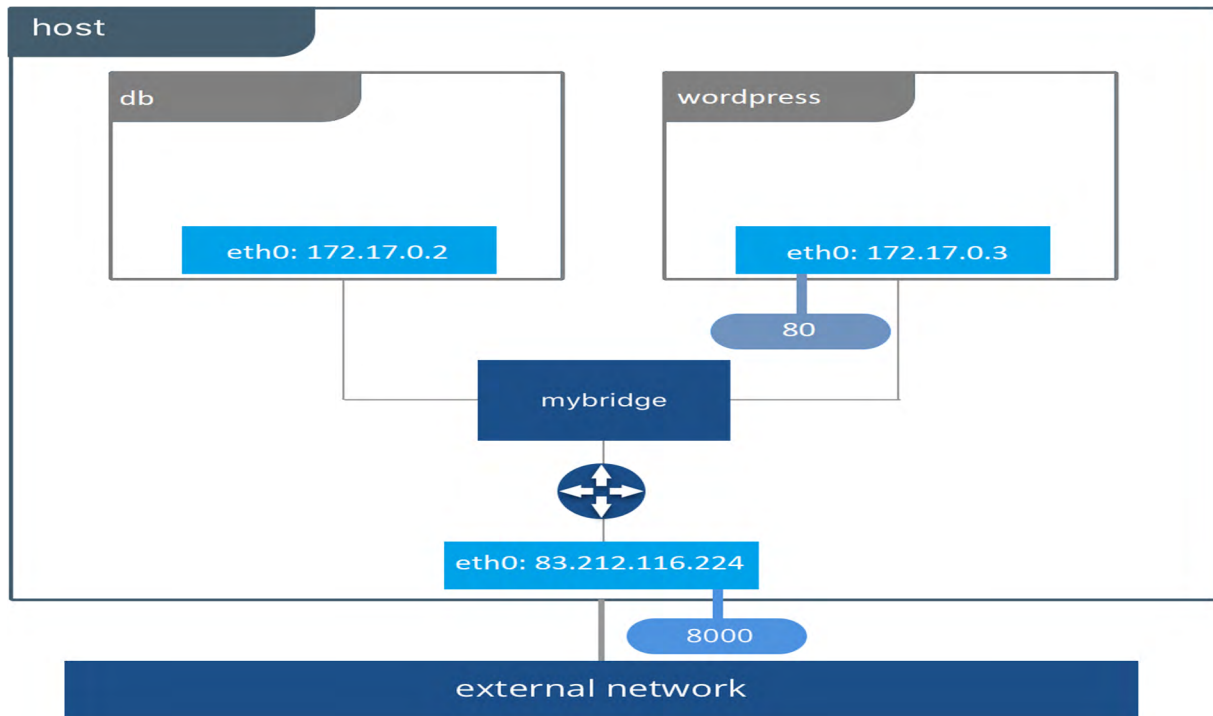 host
db
wordpress
eth0: 172.17.0.2
eth0: 172.17.0.3
80
mybridge
eth0: 83.212.116.224
8000
external network